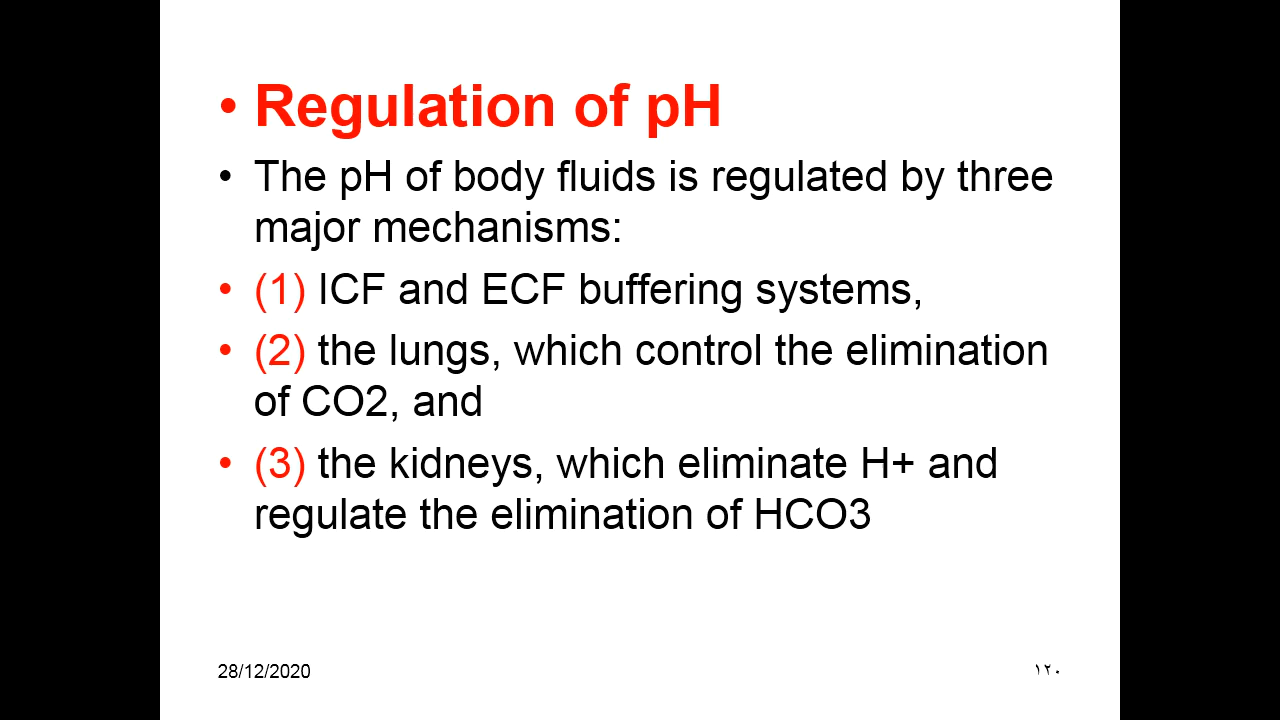 • Regulation of pH
• The pH of body fluids is regulated by three
major mechanisms:
• (1) ICF and ECF buffering systems,
• (2) the lungs, which control the elimination
of CO2, and
• (3) the kidneys, which eliminate H+ and
regulate the elimination of HCO3
28/12/2020
١٢٠